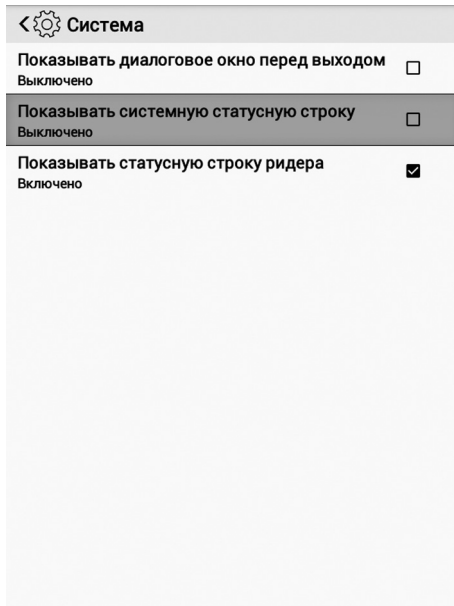 Система
Показывать диалоговое окно перед выходом
Выключено
Показывать системную статусную строку
Выключено
Показывать статусную строку ридера
Включено